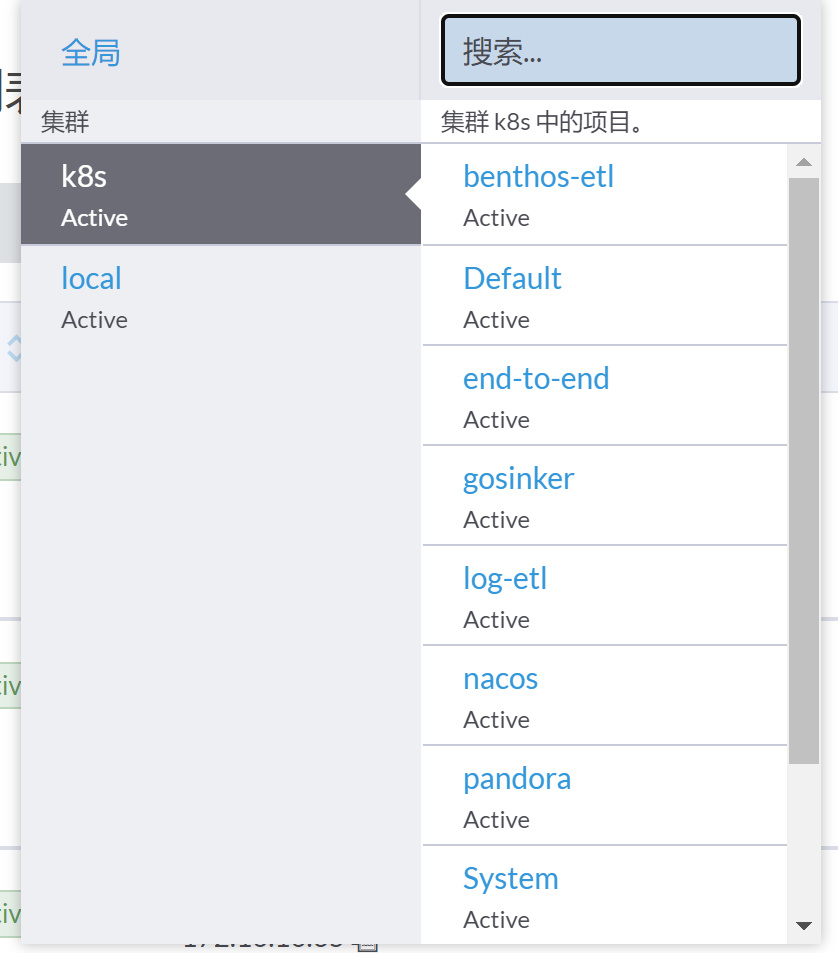 全局
搜索...
集群
集群 k8s 中的项目。
k8s
Active
local
Active
benthos-etl
Active
Default
Active
end-to-end
Active
gosinker
Active
log-etl
Active
nacos
Active
pandora
Active
System
Active